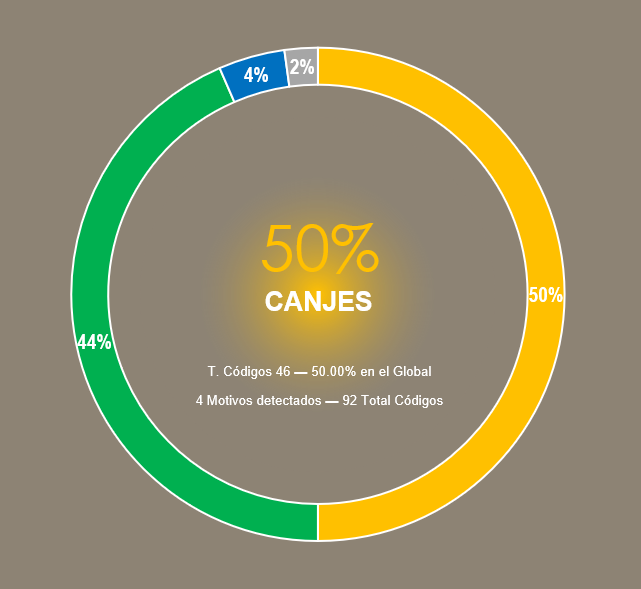 4%
2%
50%
CANJES
50%
44%
T. Códigos 46 — 50.00% en el Global
4 Motivos detectados — 92 Total Códigos